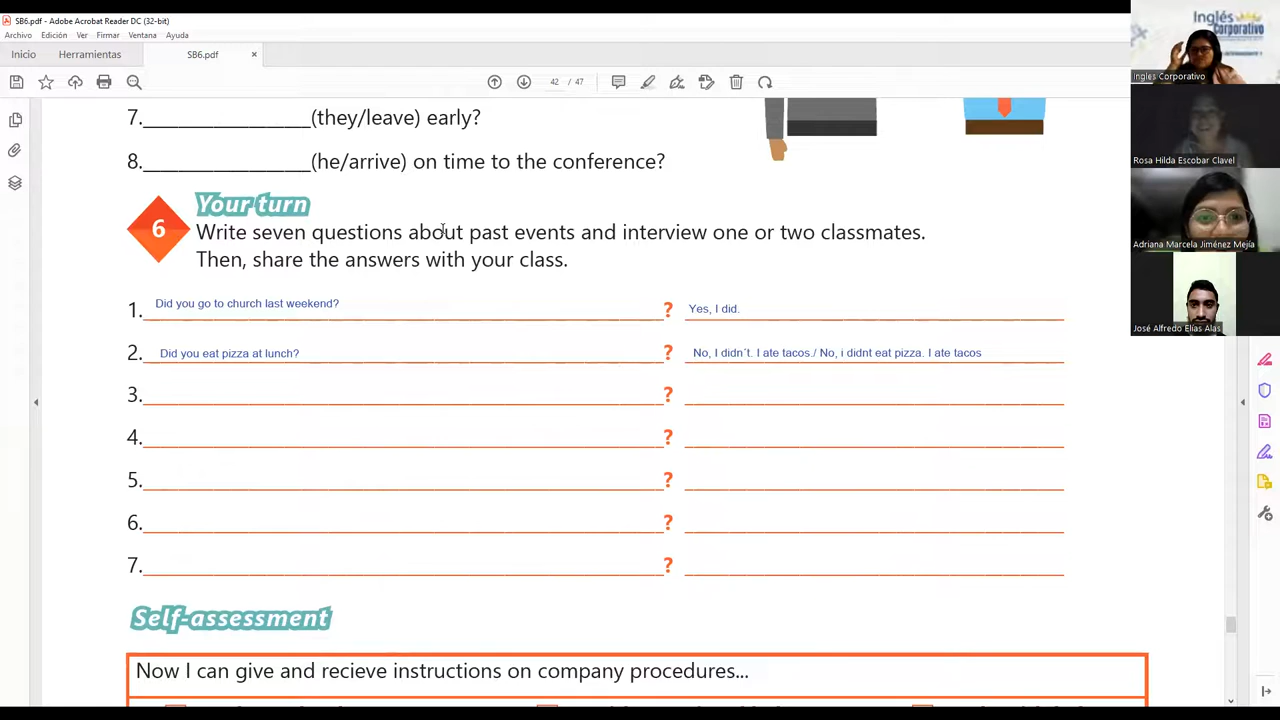 SB6.pdf - Adobe Acrobat Reader DC (32-bit)
Archivo Edición Ver Firmar Ventana Ayuda
Inicio Herramientas SB6.pdf ×
42 / 47
7.___________________(they/leave) early?
8.___________________(he/arrive) on time to the conference?
6
Your turn
Write seven questions about past events and interview one or two classmates.
Then, share the answers with your class.
1. Did you go to church last weekend? ? Yes, I did.
2. Did you eat pizza at lunch? ? No, I didn´t. I ate tacos./ No, i didnt eat pizza. I ate tacos
3. ?
4. ?
5. ?
6. ?
7. ?
Self-assessment
Now I can give and recieve instructions on company procedures...
Inglés
Corporativo
Ingles Corporativo
Rosa Hilda Escobar Clavel
Adriana Marcela Jiménez Mejía
José Alfredo Elías Alas